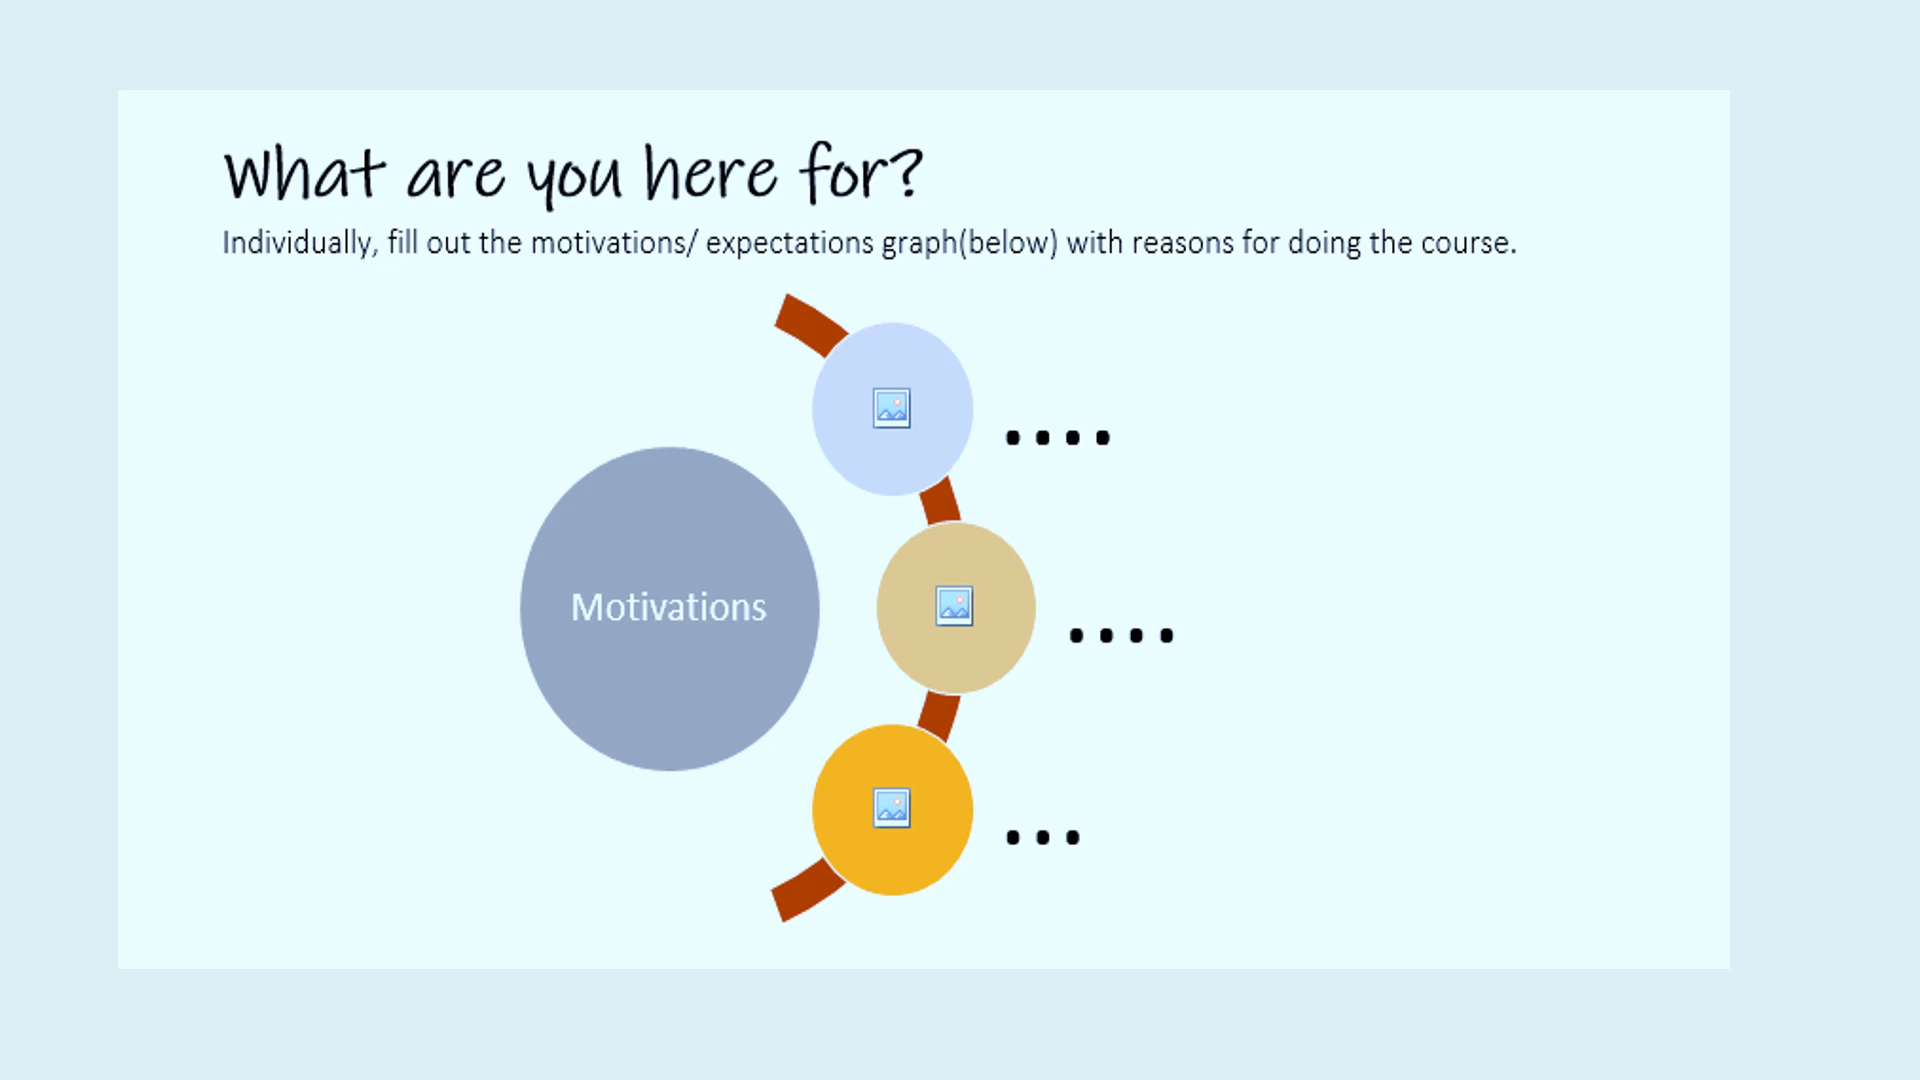 What are you here for?
Individually, fill out the motivations/ expectations graph(below) with reasons for doing the course.
....
Motivations
....
...